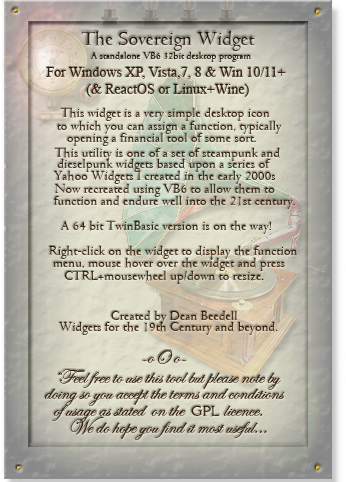 The Sovereign Widget
A standalone VB6 32bit desktop program
For Windows XP, Vista,7, 8 & Win 10/11+
(& ReactOS or Linux+Wine)
This widget is a very simple desktop icon
to which you can assign a function, typically
opening a financial tool of some sort.
This utility is one of a set of steampunk and
dieselpunk widgets based upon a series of
Yahoo Widgets I created in the early 2000s
Now recreated using VB6 to allow them to
function and endure well into the 21st century.
A 64 bit TwinBasic version is on the way!
Right-click on the widget to display the function
menu, mouse hover over the widget and press
CTRL+mousewheel up/down to resize.
Created by Dean Beedell
Widgets for the 19th Century and beyond.
-o0o-
"Feel free to use this tool but please note by
doing so you accept the terms and conditions
of usage as stated on the GPL licence.
We do hope you find it most useful...